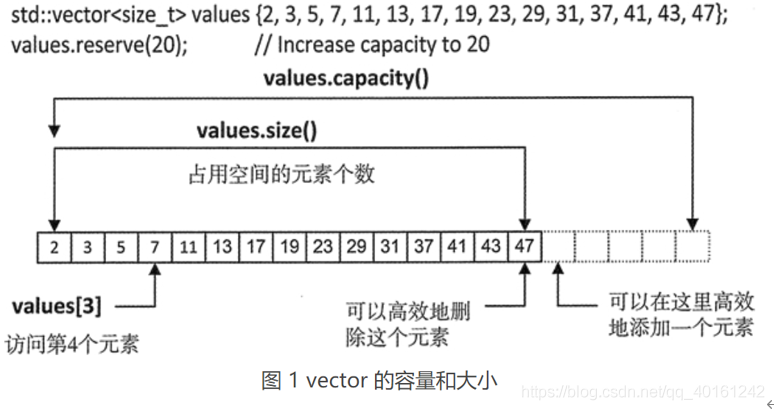 std::vector<size_t> values {2, 3, 5, 7, 11, 13, 17, 19, 23, 29, 31, 37, 41, 43, 47};
values.reserve(20); // Increase capacity to 20
values.capacity()
values.size()
占用空间的元素个数
2 3 5 7 11 13 17 19 23 29 31 37 41 43 47
values[3]
访问第4个元素
可以高效地删
除这个元素
可以在这里高效
地添加一个元素
图 1 vector 的容量和大小
https://blog.csdn.net/qq_40161242